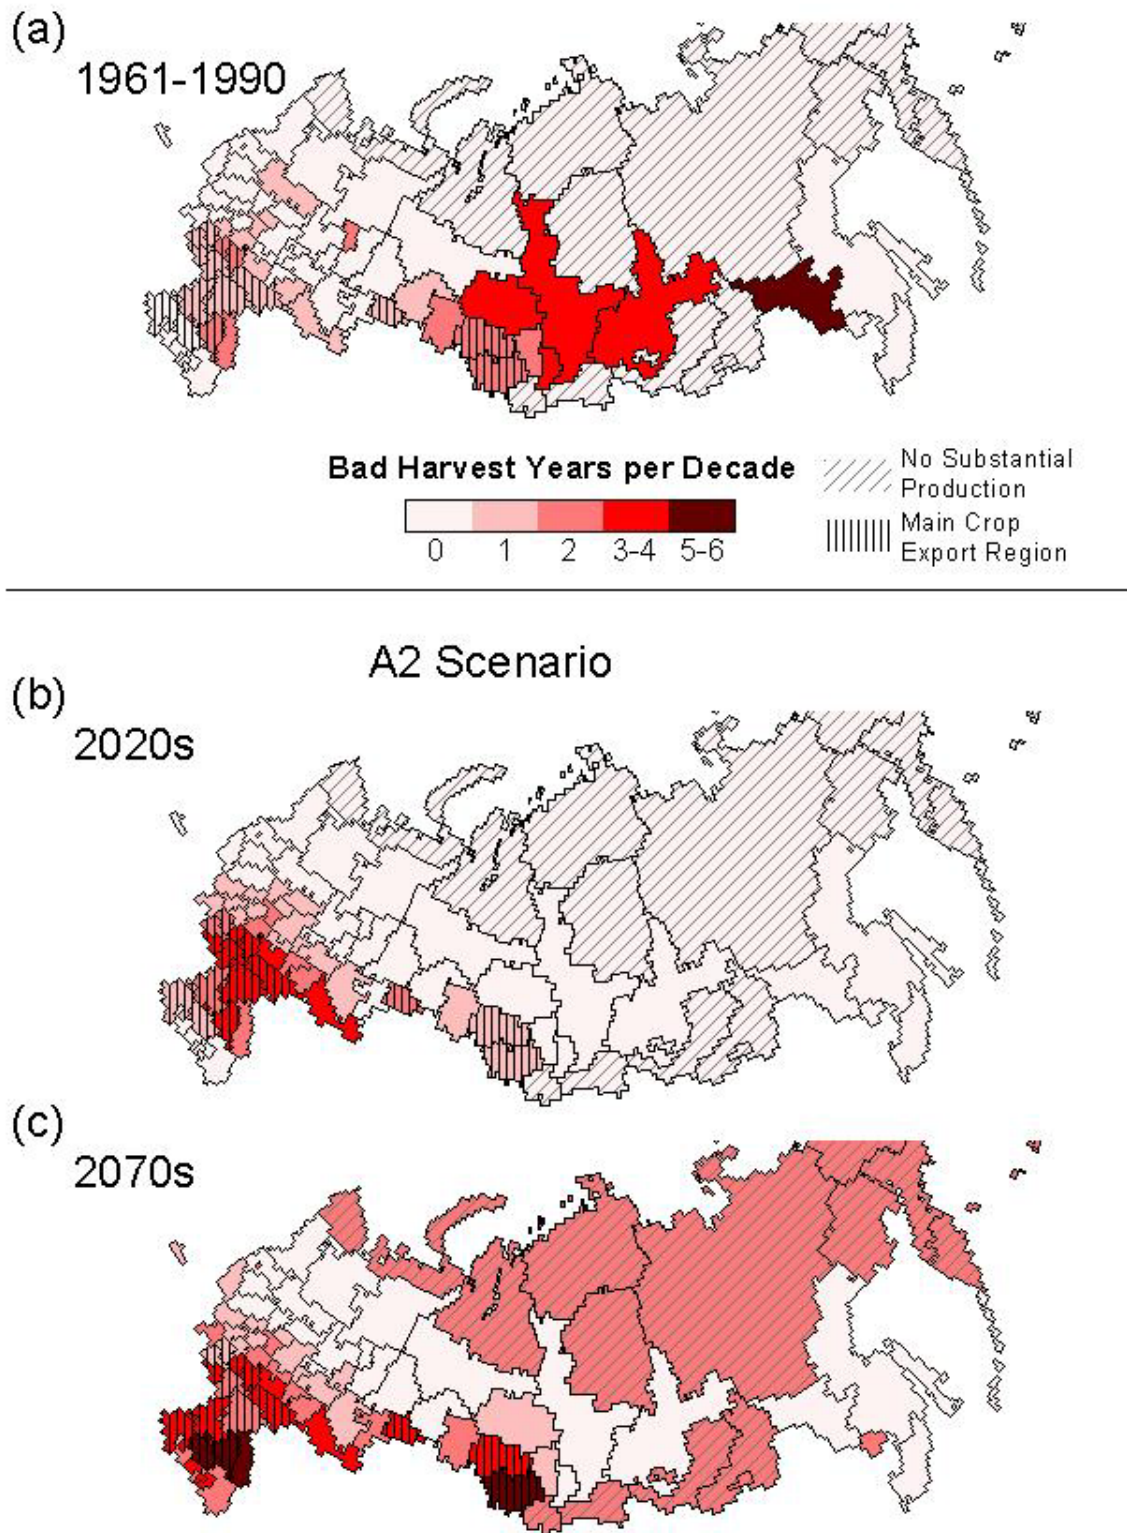 (a)
1961-1990
Bad Harvest Years per Decade
0 1 2 3-4 5-6
No Substantial
Production
Main Crop
Export Region
A2 Scenario
(b)
2020s
(c)
2070s